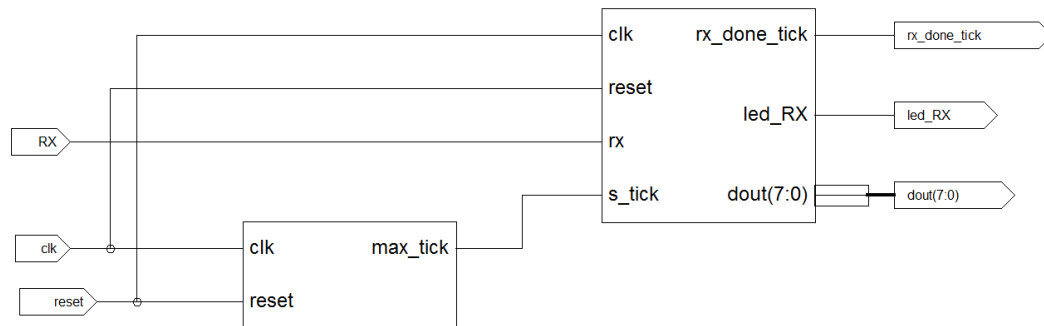 clk
rx_done_tick
rx_done_tick
reset
led_RX
led_RX
RX
rx
s_tick
dout(7:0)
dout(7:0)
clk
clk
max_tick
reset
reset